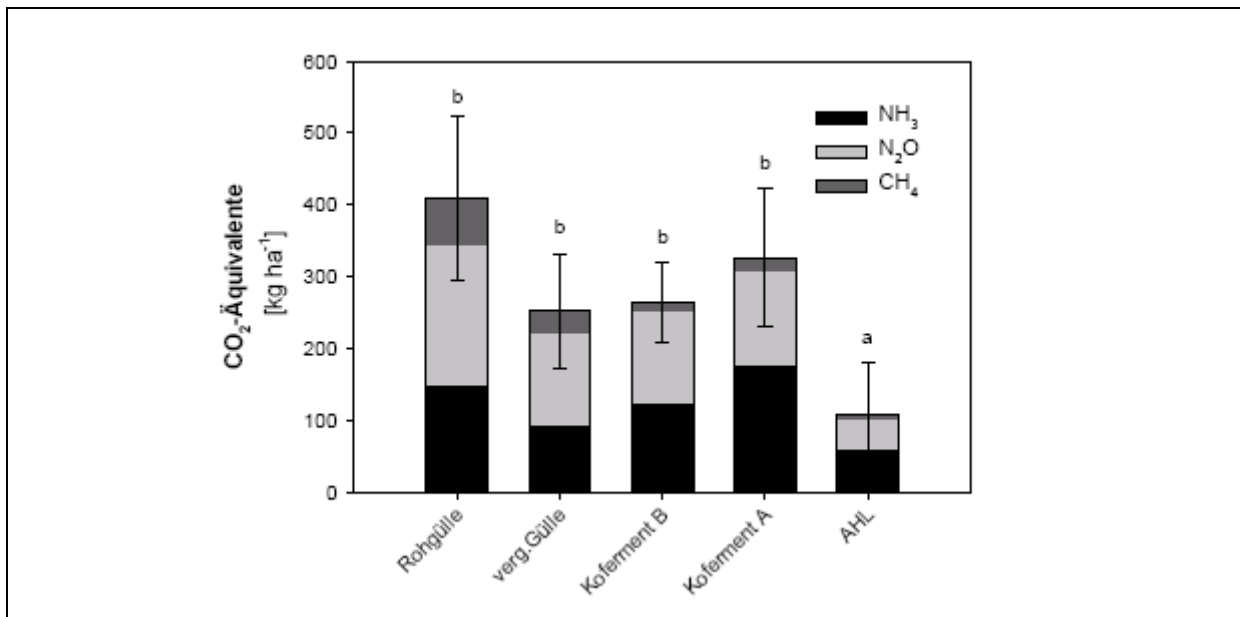 600
500
400
300
200
100
0
CO₂-Äquivalente
[kg ha⁻¹]
b
b
b
b
a
NH₃
N₂O
CH₄
Rohgülle
verg.Gülle
Koferment B
Koferment A
AHL